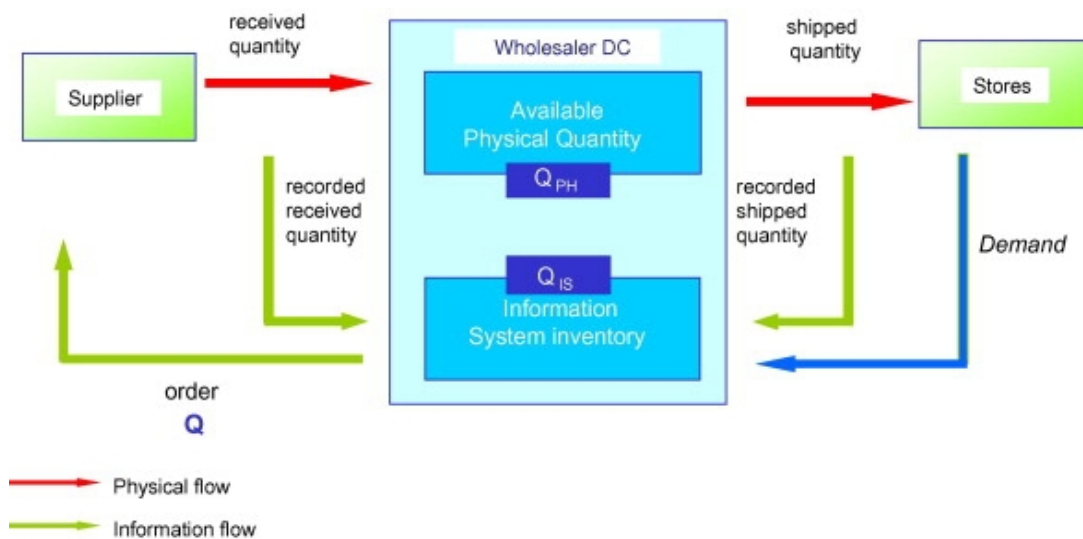 received
quantity
Wholesaler DC
shipped
quantity
Supplier
Available
Physical Quantity
Q PH
Stores
recorded
received
quantity
recorded
shipped
quantity
Demand
Q IS
Information
System inventory
order
Q
Physical flow
Information flow